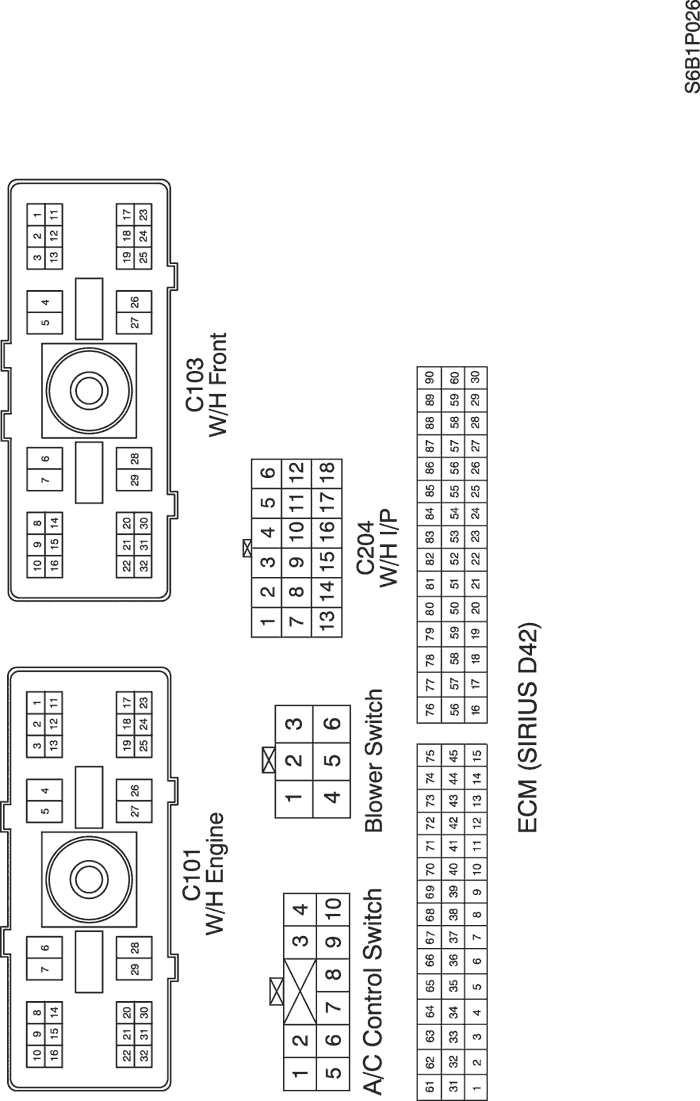 10 9 8 7 6 5 4 3 2 1
16 15 14 13 12 11
22 21 20 29 28 27 26 19 18 17
32 31 30 25 24 23
C101
W/H Engine
10 9 8 7 6 5 4 3 2 1
16 15 14 13 12 11
22 21 20 29 28 27 26 19 18 17
32 31 30 25 24 23
C103
W/H Front
1 2 3 4
5 6 7 8 9 10
A/C Control Switch
1 2 3
4 5 6
Blower Switch
1 2 3 4 5 6
7 8 9 10 11 12
13 14 15 16 17 18
C204
W/H I/P
61 62 63 64 65 66 67 68 69 70 71 72 73 74 75
31 32 33 34 35 36 37 38 39 40 41 42 43 44 45
1 2 3 4 5 6 7 8 9 10 11 12 13 14 15
76 77 78 79 80 81 82 83 84 85 86 87 88 89 90
56 57 58 59 50 51 52 53 54 55 56 57 58 59 60
16 17 18 19 20 21 22 23 24 25 26 27 28 29 30
ECM (SIRIUS D42)
S6B1P026